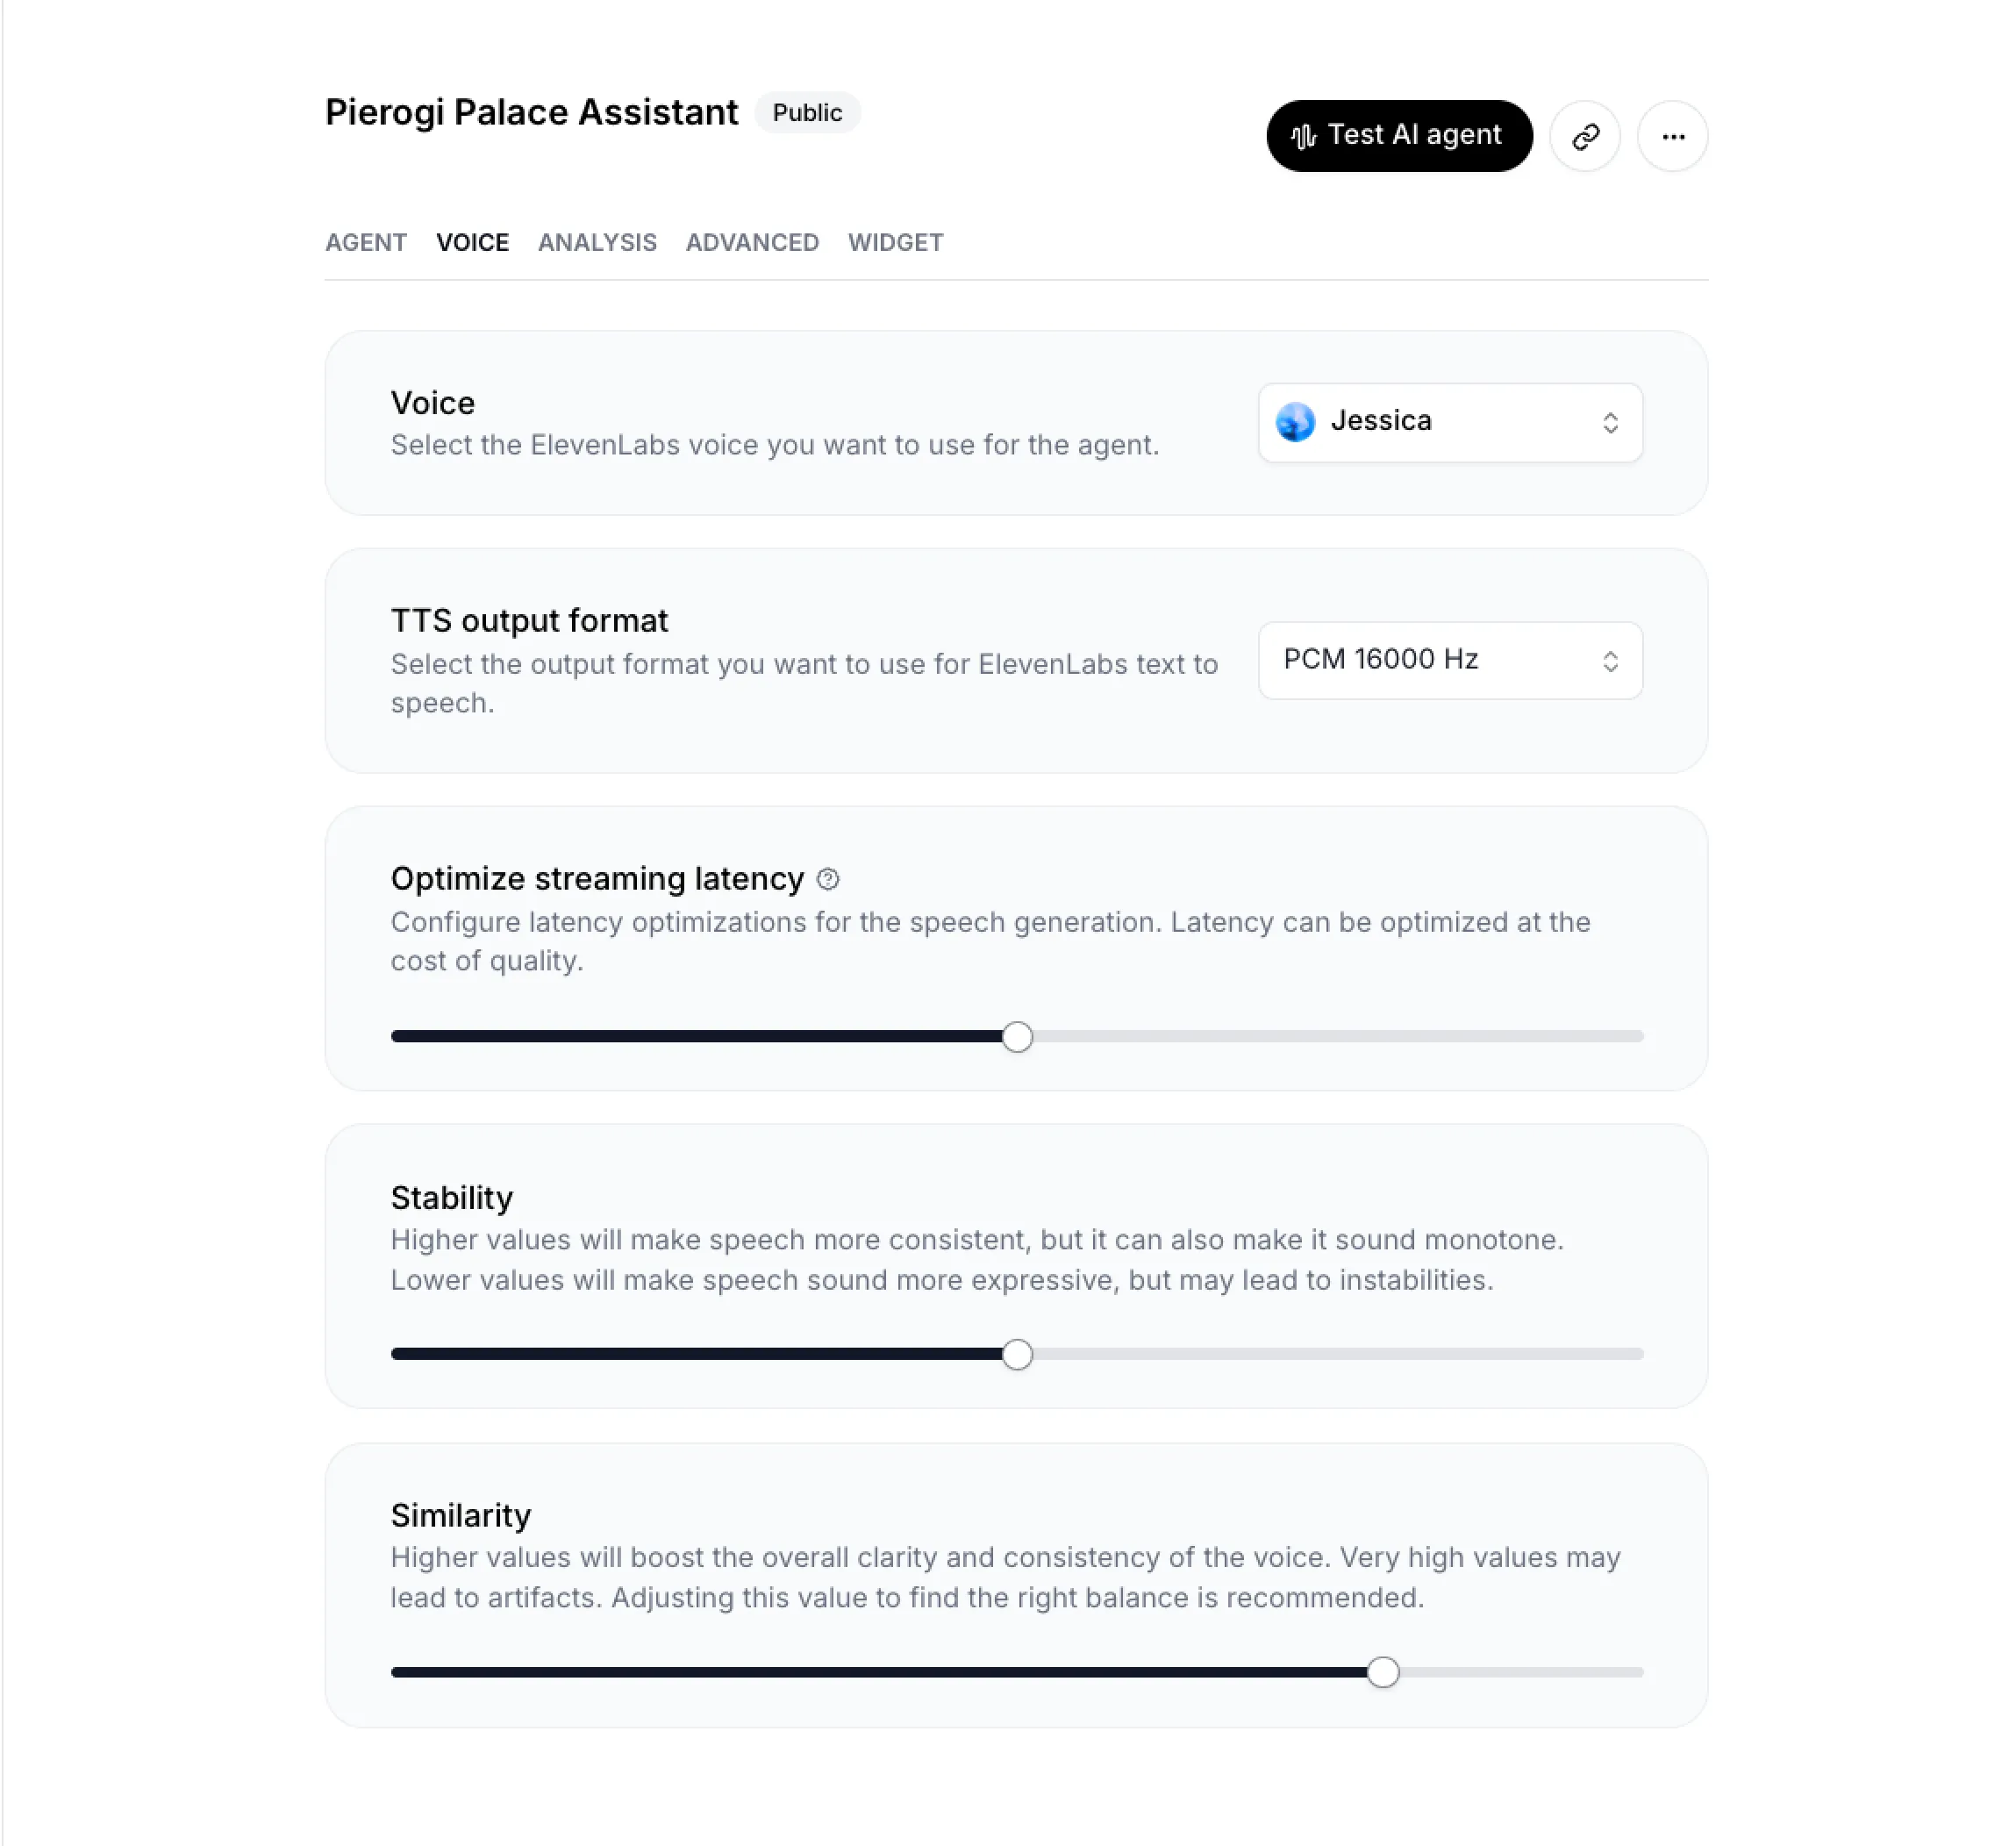 Pierogi Palace Assistant Public
Test AI agent
AGENT VOICE ANALYSIS ADVANCED WIDGET
Voice
Select the ElevenLabs voice you want to use for the agent.
Jessica
TTS output format
Select the output format you want to use for ElevenLabs text to
speech.
PCM 16000 Hz
Optimize streaming latency
Configure latency optimizations for the speech generation. Latency can be optimized at the
cost of quality.
Stability
Higher values will make speech more consistent, but it can also make it sound monotone.
Lower values will make speech sound more expressive, but may lead to instabilities.
Similarity
Higher values will boost the overall clarity and consistency of the voice. Very high values may
lead to artifacts. Adjusting this value to find the right balance is recommended.